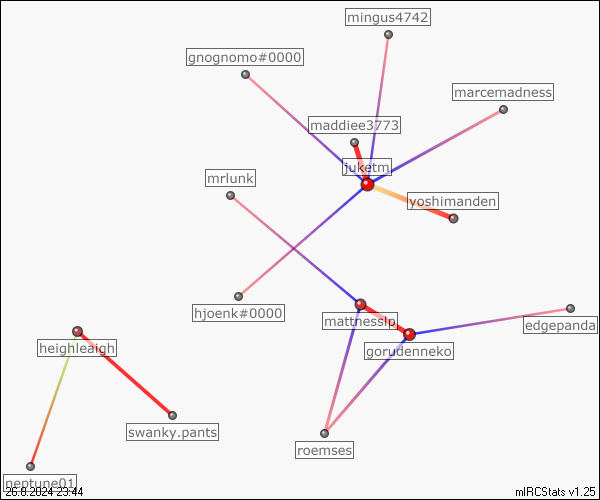 mingus4742
gnognomo#0000
marcemadness
maddiee3773
juketm
mrlunk
yoshimanden
hjoenk#0000
mattnesslp
edgepanda
heighleaigh
gorudenneko
swanky.pants
roemses
neptune01
26.8.2024 23:44
mIRCStats v1.25